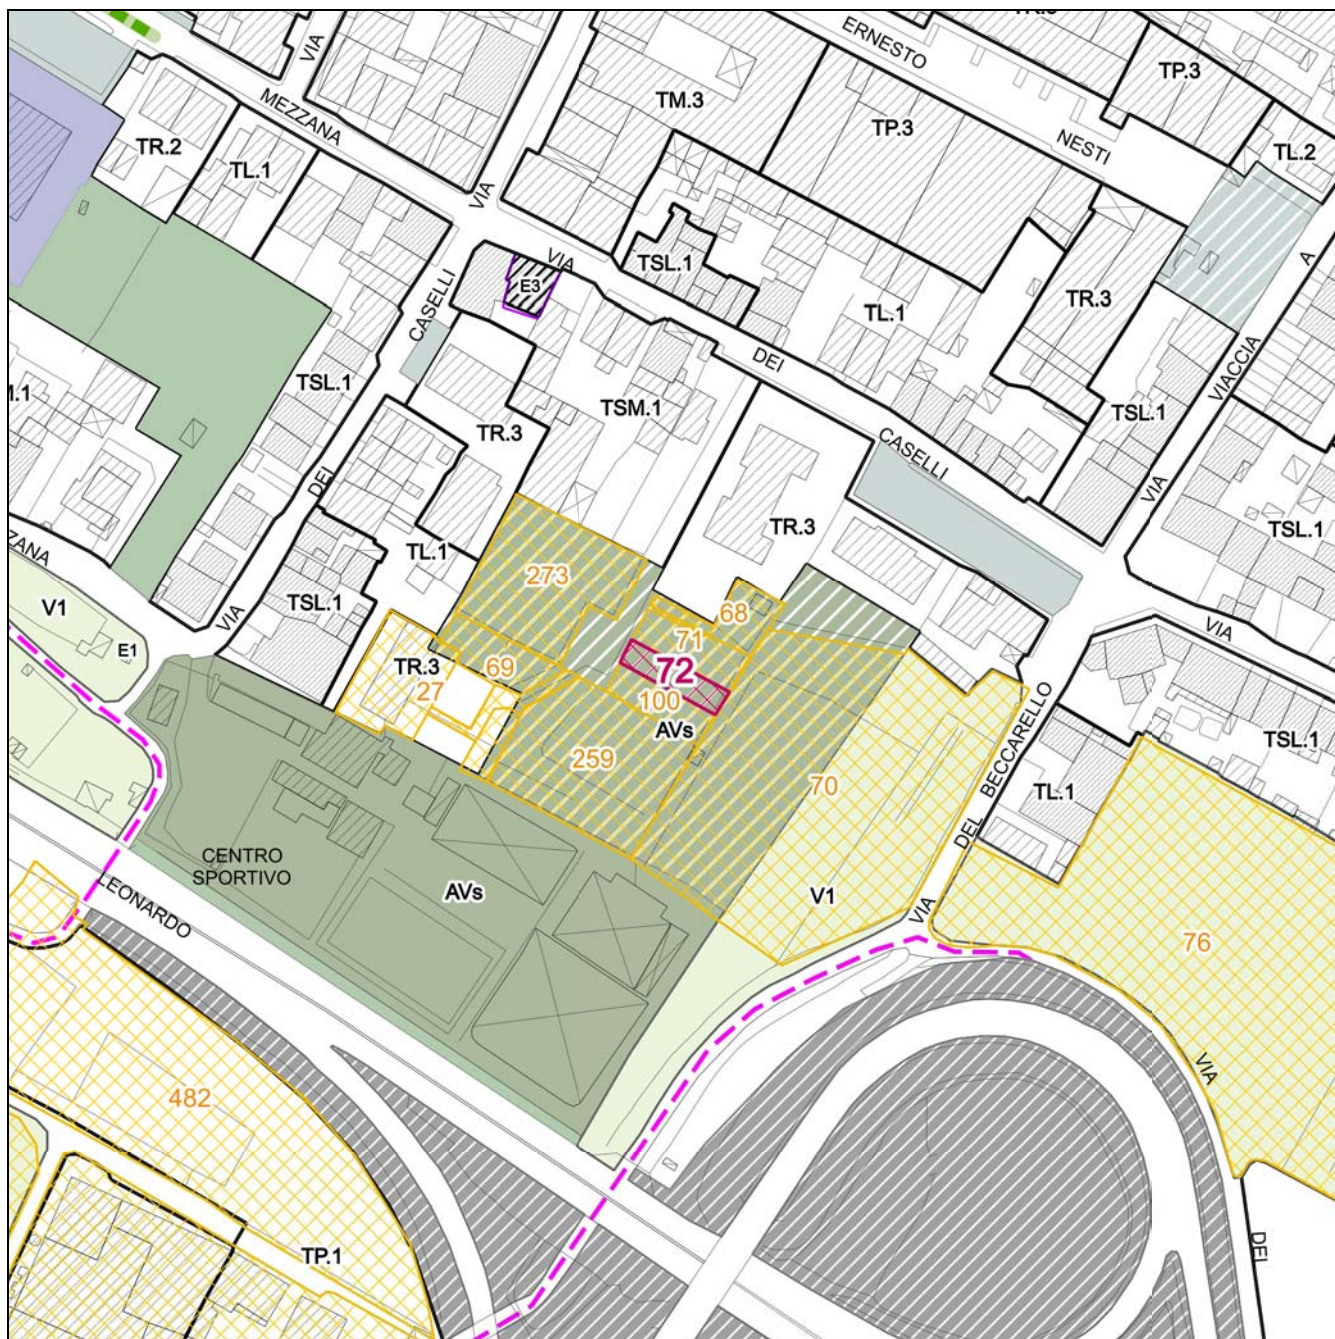 ERNESTO
TP.3
VIA
MEZZANA
TM.3
TP.3
NESTI
TR.2
TL.1
TL.2
VIA
VIA
TSL.1
E3
CASELLI
A
TL.1
TR.3
DEI
VIACCIA
TSL.1
TSM.1
TR.3
TSL.1
CASELLI
DEI
VIA
TR.3
TSL.1
TL.1
273
ZANA
V1
TSL.1
VIA
68
VIA
71
E1
TR.3
69
72
27
100
AVs
BECCARELLO
TSL.1
259
70
TL.1
DEL
CENTRO
SPORTIVO
LEONARDO
AVs
V1
VIA
76
VIA
482
TP.1
DEI